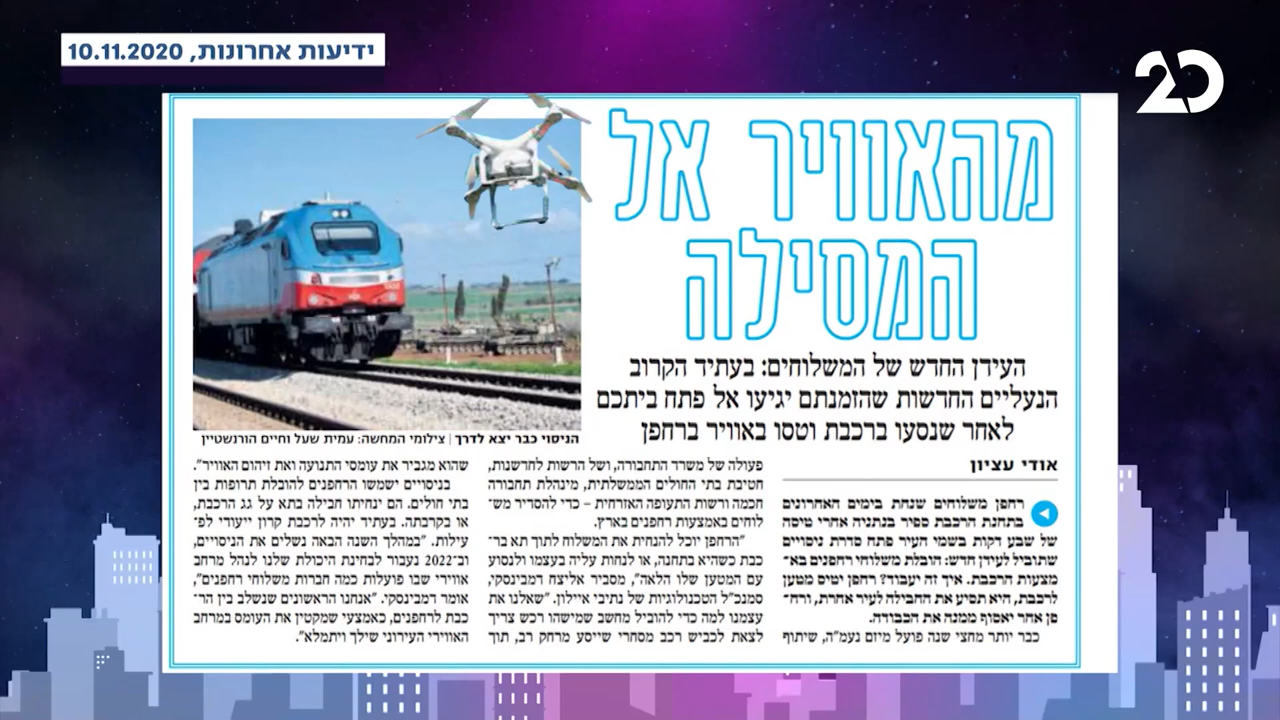 ידיעות אחרונות, 10.11.2020
20
מהאוויר אל
המסילה
העידן החדש של המשלוחים: בעתיד הקרוב
הנעליים החדשות שהזמנתם יגיעו אל פתח ביתכם
לאחר שנסעו ברכבת וטסו באוויר ברחפן
הניסוי כבר יצא לדרך | צילומי המחשה: עמית שעל וחיים הורנשטיין
אודי עציון
רחפן משלוחים שנחת בימים האחרונים
בתחנת הרכבת ספיר בנתניה אחרי טיסה
של שבע דקות בשמי העיר פתח סדרת ניסויים
שתוביל לעידן חדש: הובלת משלוחי רחפנים בא־
מצעות הרכבת. איך זה יעבוד? רחפן יטיס מטען
לרכבת, היא תסיע את החבילה לעיר אחרת, ורח־
פן אחר יאסוף ממנה את הכבודה.
כבר יותר מחצי שנה פועל מיזם נעמ"ה, שיתוף
פעולה של משרד התחבורה, ושל הרשות לחדשנות,
חטיבת בתי החולים הממשלתית, מינהלת תחבורה
חכמה ורשות התעופה האזרחית – כדי להסדיר מש־
לוחים באמצעות רחפנים בארץ.
"הרחפן יוכל להנחית את המשלוח לתוך תא בר־
כבת כשהיא בתחנה, או לנחות עליה בעצמו ולנסוע
עם המטען שלו הלאה", מסביר אליצח דמבינסקי,
סמנכ"ל הטכנולוגיות של נתיבי איילון. "שאלנו את
עצמנו למה כדי להוביל מחשב שמישהו רכש צריך
לצאת לכביש רכב מסחרי שייסע מרחק רב, תוך
שהוא מגביר את עומסי התנועה ואת זיהום האוויר".
בניסויים ישמשו הרחפנים להובלת תרופות בין
בתי חולים. הם ינחיתו חבילה בתא על גג הרכבת,
או בקרבתה. בעתיד יהיה לרכבת קרון ייעודי לפ־
עילות. "במהלך השנה הבאה נשלים את הניסויים,
וב־2022 נעבור לבחינת היכולת שלנו לנהל מרחב
אווירי שבו פועלות כמה חברות משלוחי רחפנים",
אומר דמבינסקי. "אנחנו הראשונים שנשלב בין הר־
כבת לרחפנים, כאמצעי שמקטין את העומס במרחב
האווירי העירוני שילך ויתמלא".